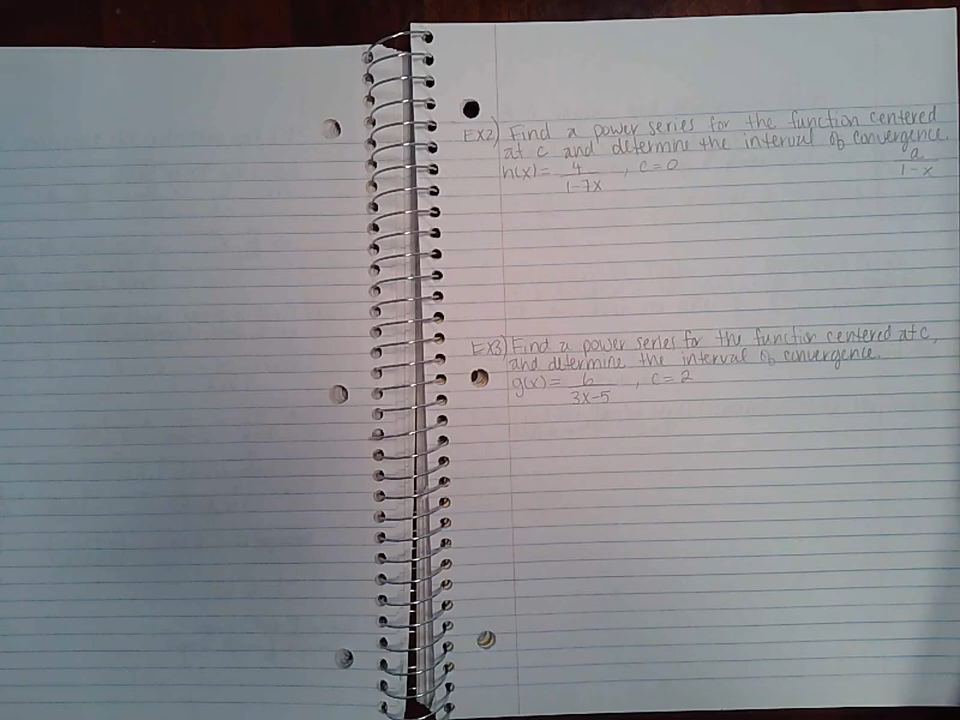 EX2) Find a power series for the function centered
at c and determine the interval of convergence.
h(x) = 4/(1-7x) , c=0
a/(1-x)
EX3) Find a power series for the function centered at c,
and determine the interval of convergence.
g(x) = 6/(3x-5) , c=2